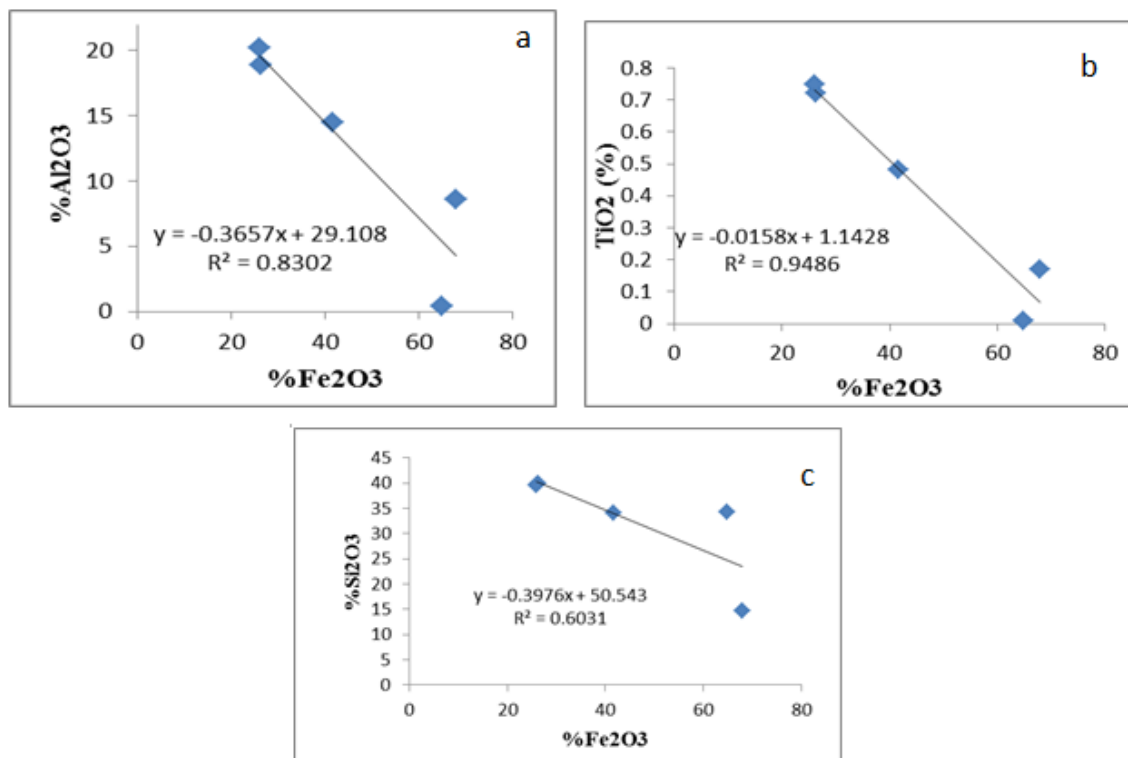 a
20
15
10
5
0
%Al2O3
y = -0.3657x + 29.108
R² = 0.8302
0 20 40 60 80
%Fe2O3
b
0.8
0.7
0.6
0.5
0.4
0.3
0.2
0.1
0
TiO2 (%)
y = -0.0158x + 1.1428
R² = 0.9486
0 20 40 60 80
%Fe2O3
c
45
40
35
30
25
20
15
10
5
0
%Si2O3
y = -0.3976x + 50.543
R² = 0.6031
0 20 40 60 80
%Fe2O3